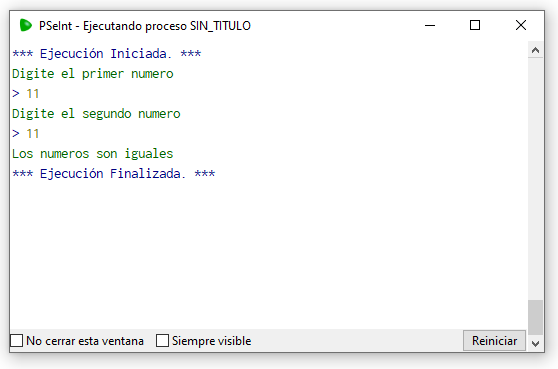 PSeInt - Ejecutando proceso SIN_TITULO
*** Ejecución Iniciada. ***
Digite el primer numero
> 11
Digite el segundo numero
> 11
Los numeros son iguales
*** Ejecución Finalizada. ***
No cerrar esta ventana Siempre visible Reiniciar